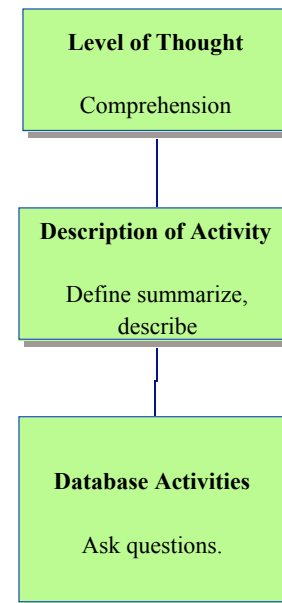 Level of Thought
Comprehension
Description of Activity
Define summarize,
describe
Database Activities
Ask questions.